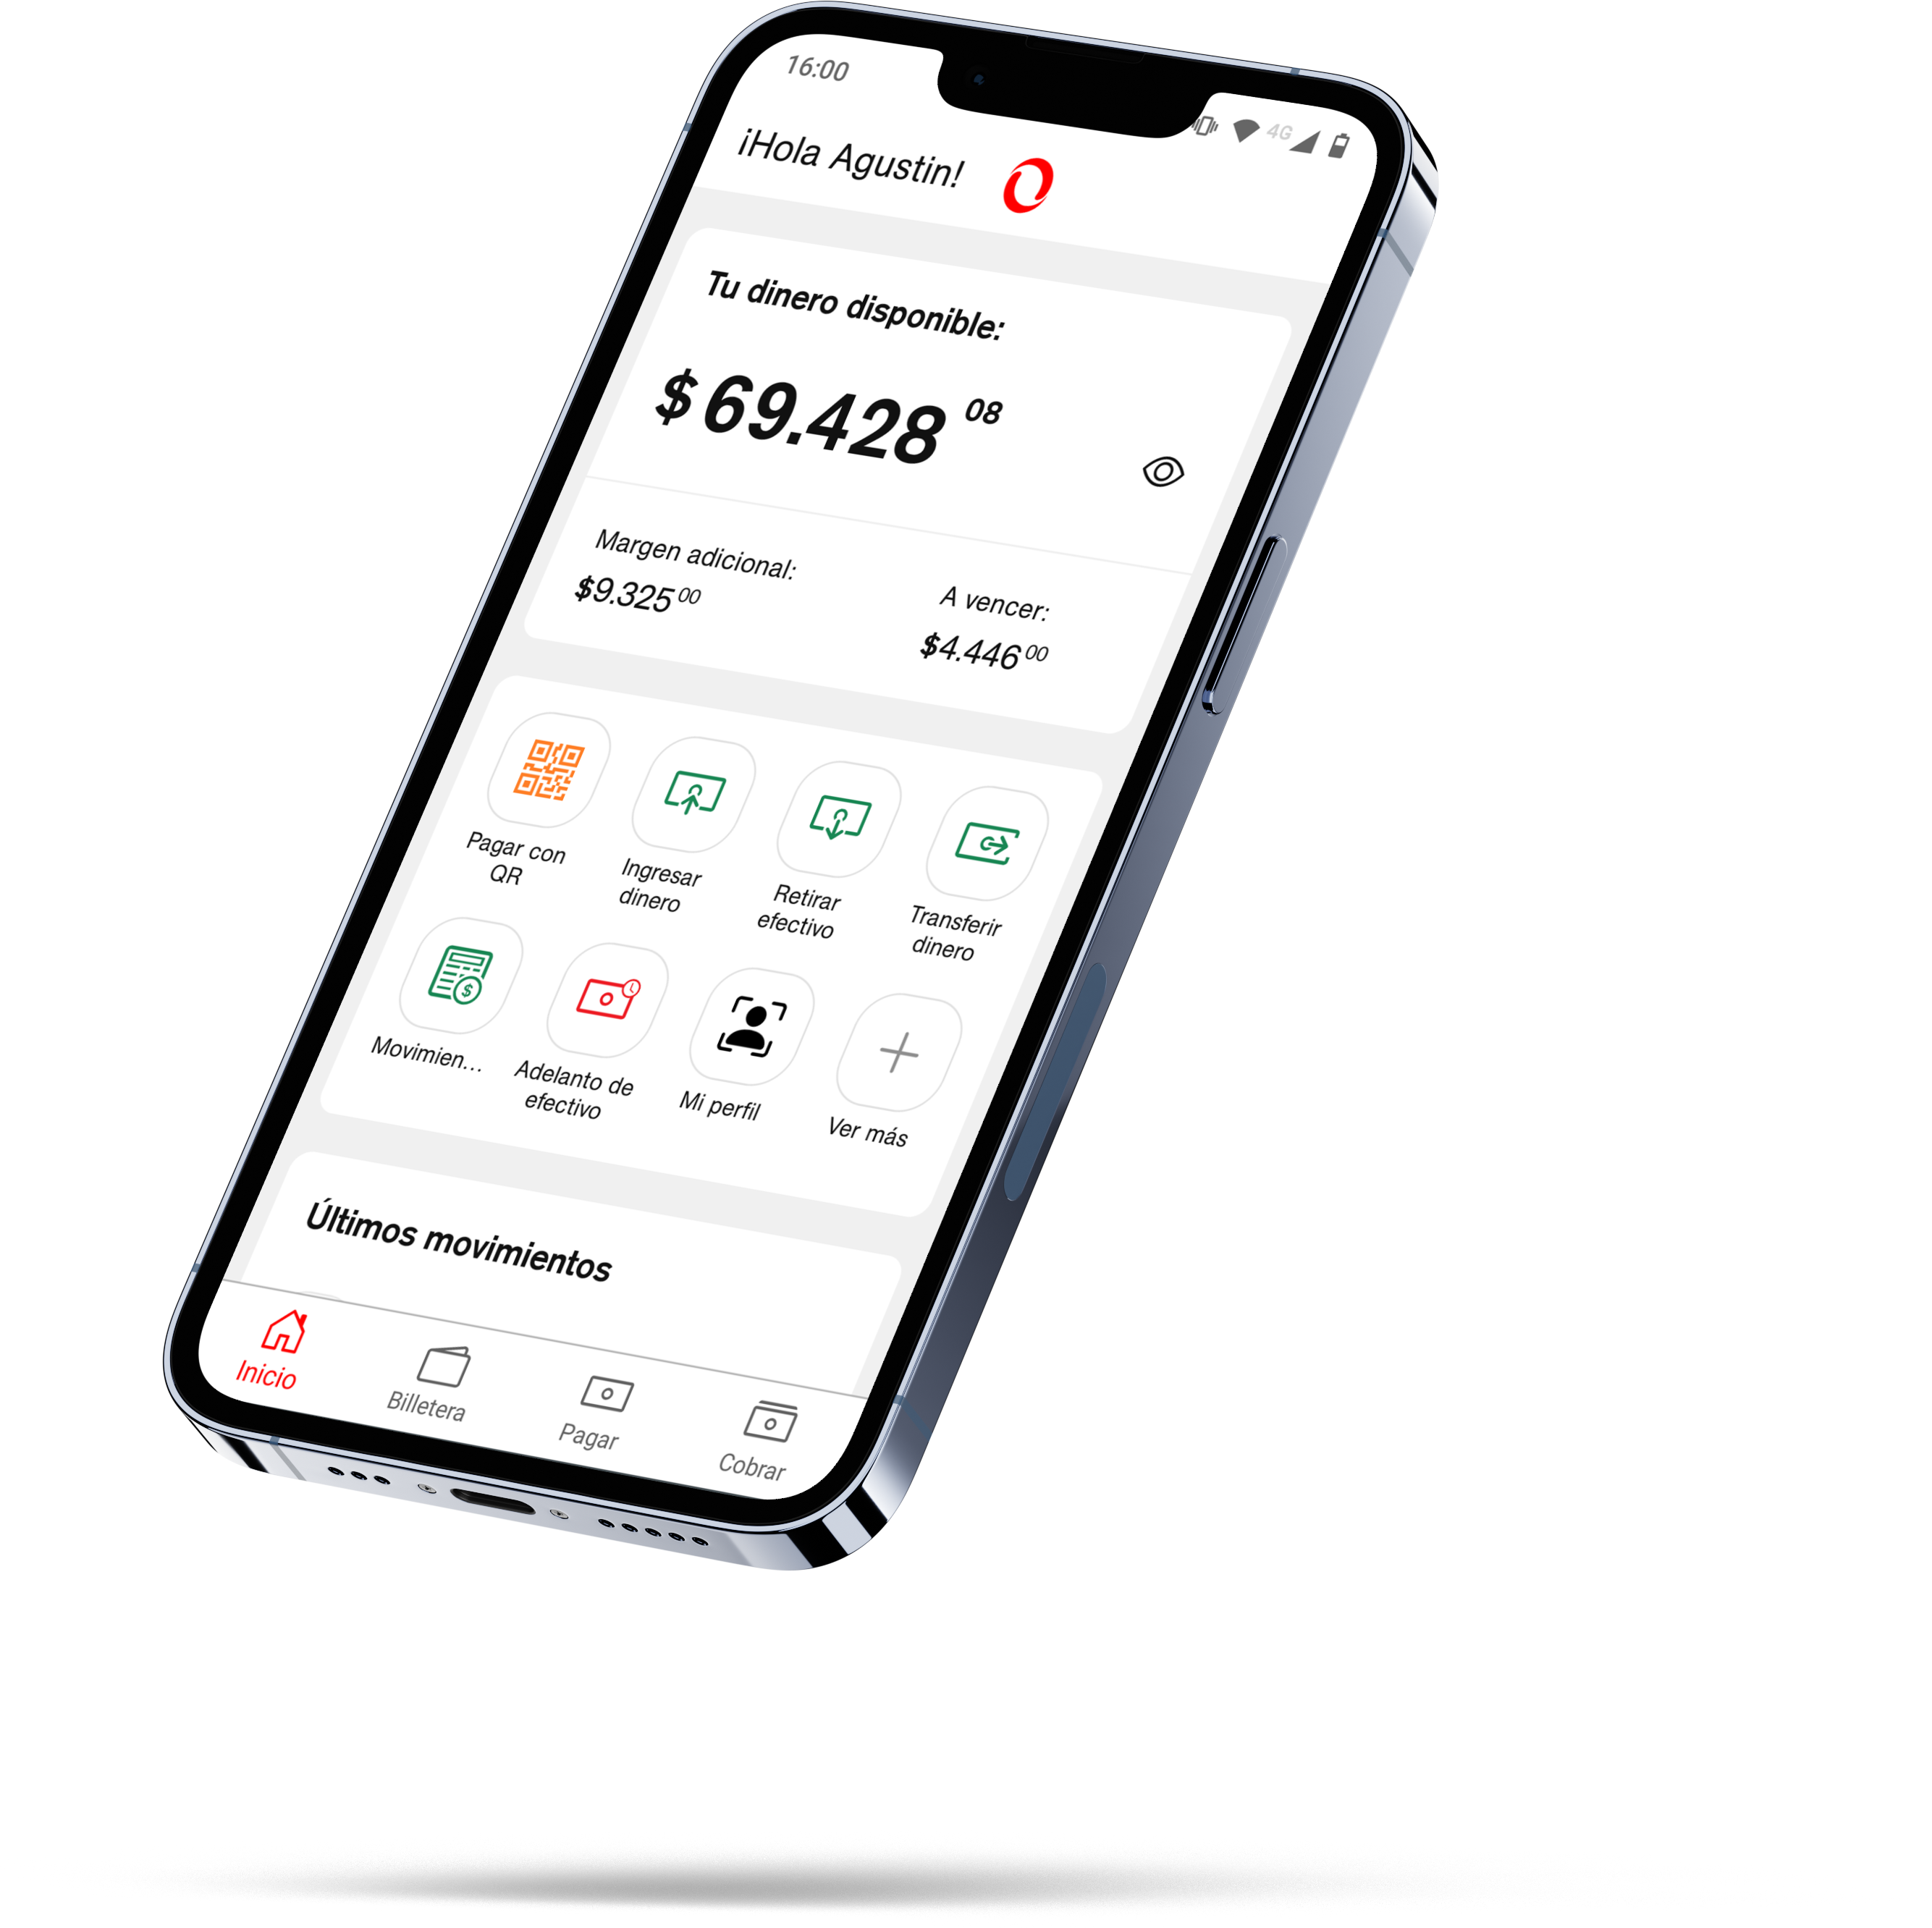 16:00
4G
¡Hola Agustin!
Tu dinero disponible:
$ 69.428 08
Margen adicional:
$9.325 00
A vencer:
$4.446 00
Pagar con
QR
Ingresar
dinero
Retirar
efectivo
Transferir
dinero
Movimien...
Adelanto de
efectivo
Mi perfil
Ver más
Últimos movimientos
Inicio
Billetera
Pagar
Cobrar